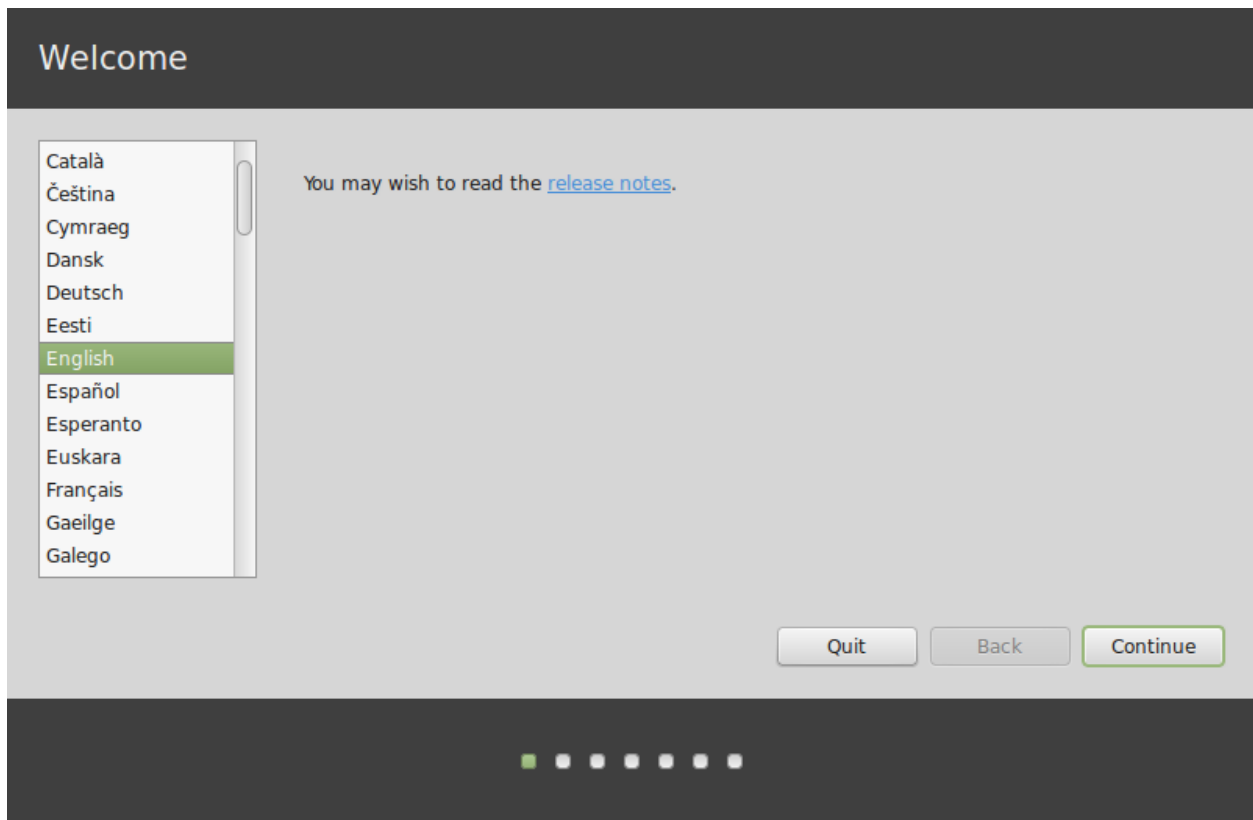 Welcome
Català
Čeština
Cymraeg
Dansk
Deutsch
Eesti
English
Español
Esperanto
Euskara
Français
Gaeilge
Galego
You may wish to read the release notes.
Quit
Back
Continue